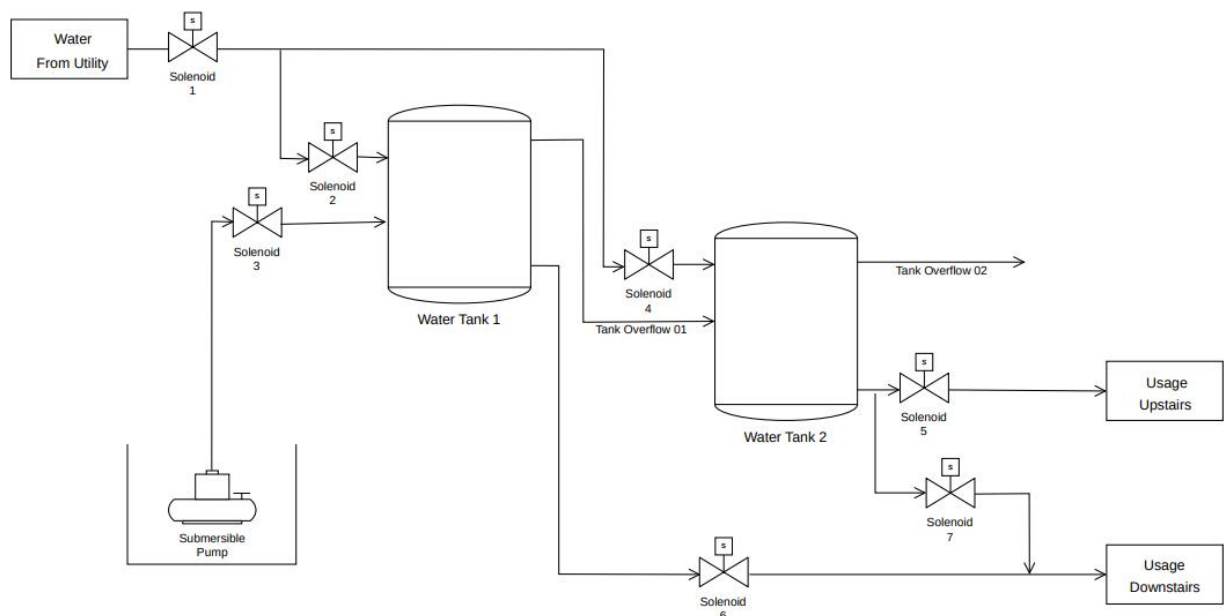 S
Water
From Utility
Solenoid
1
S
Solenoid
2
S
Solenoid
3
Water Tank 1
S
Solenoid
4
Tank Overflow 01
Tank Overflow 02
Water Tank 2
S
Solenoid
5
Usage
Upstairs
S
Solenoid
7
Submersible
Pump
S
Solenoid
6
Usage
Downstairs